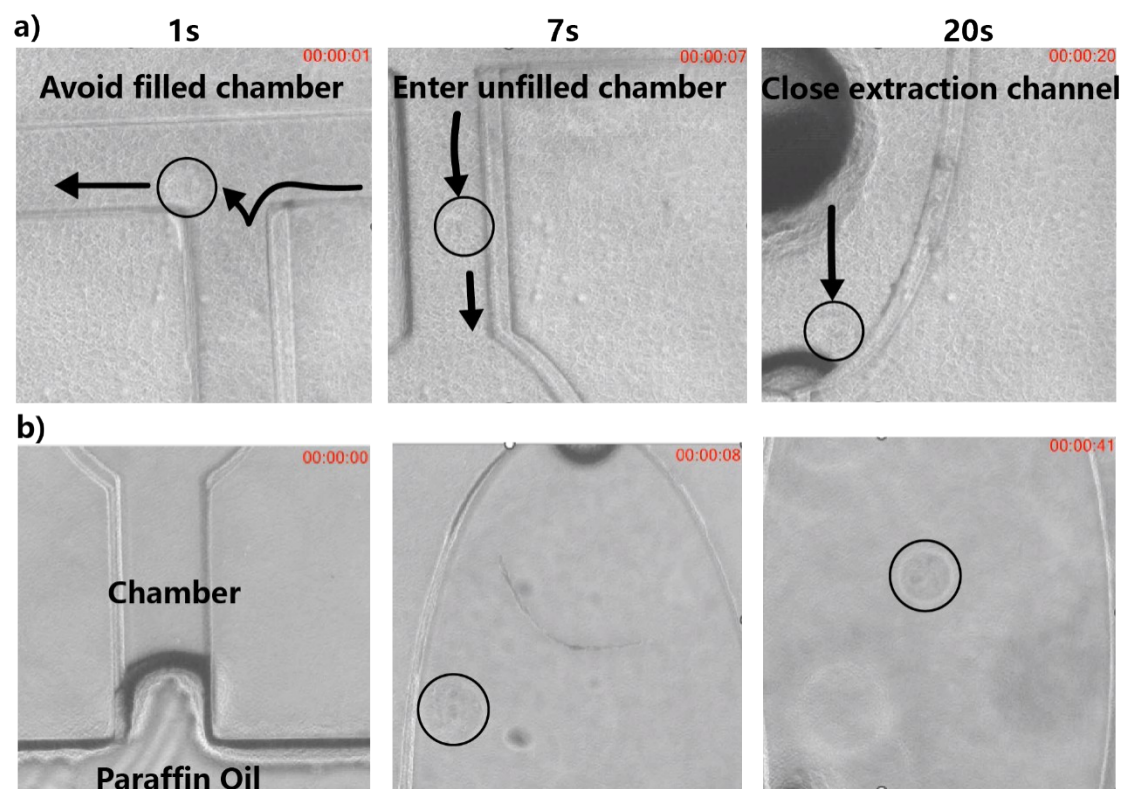 a)
1s
7s
20s
00:00:01
00:00:07
00:00:20
Avoid filled chamber
Enter unfilled chamber
Close extraction channel
b)
00:00:00
00:00:08
00:00:41
Chamber
Paraffin Oil